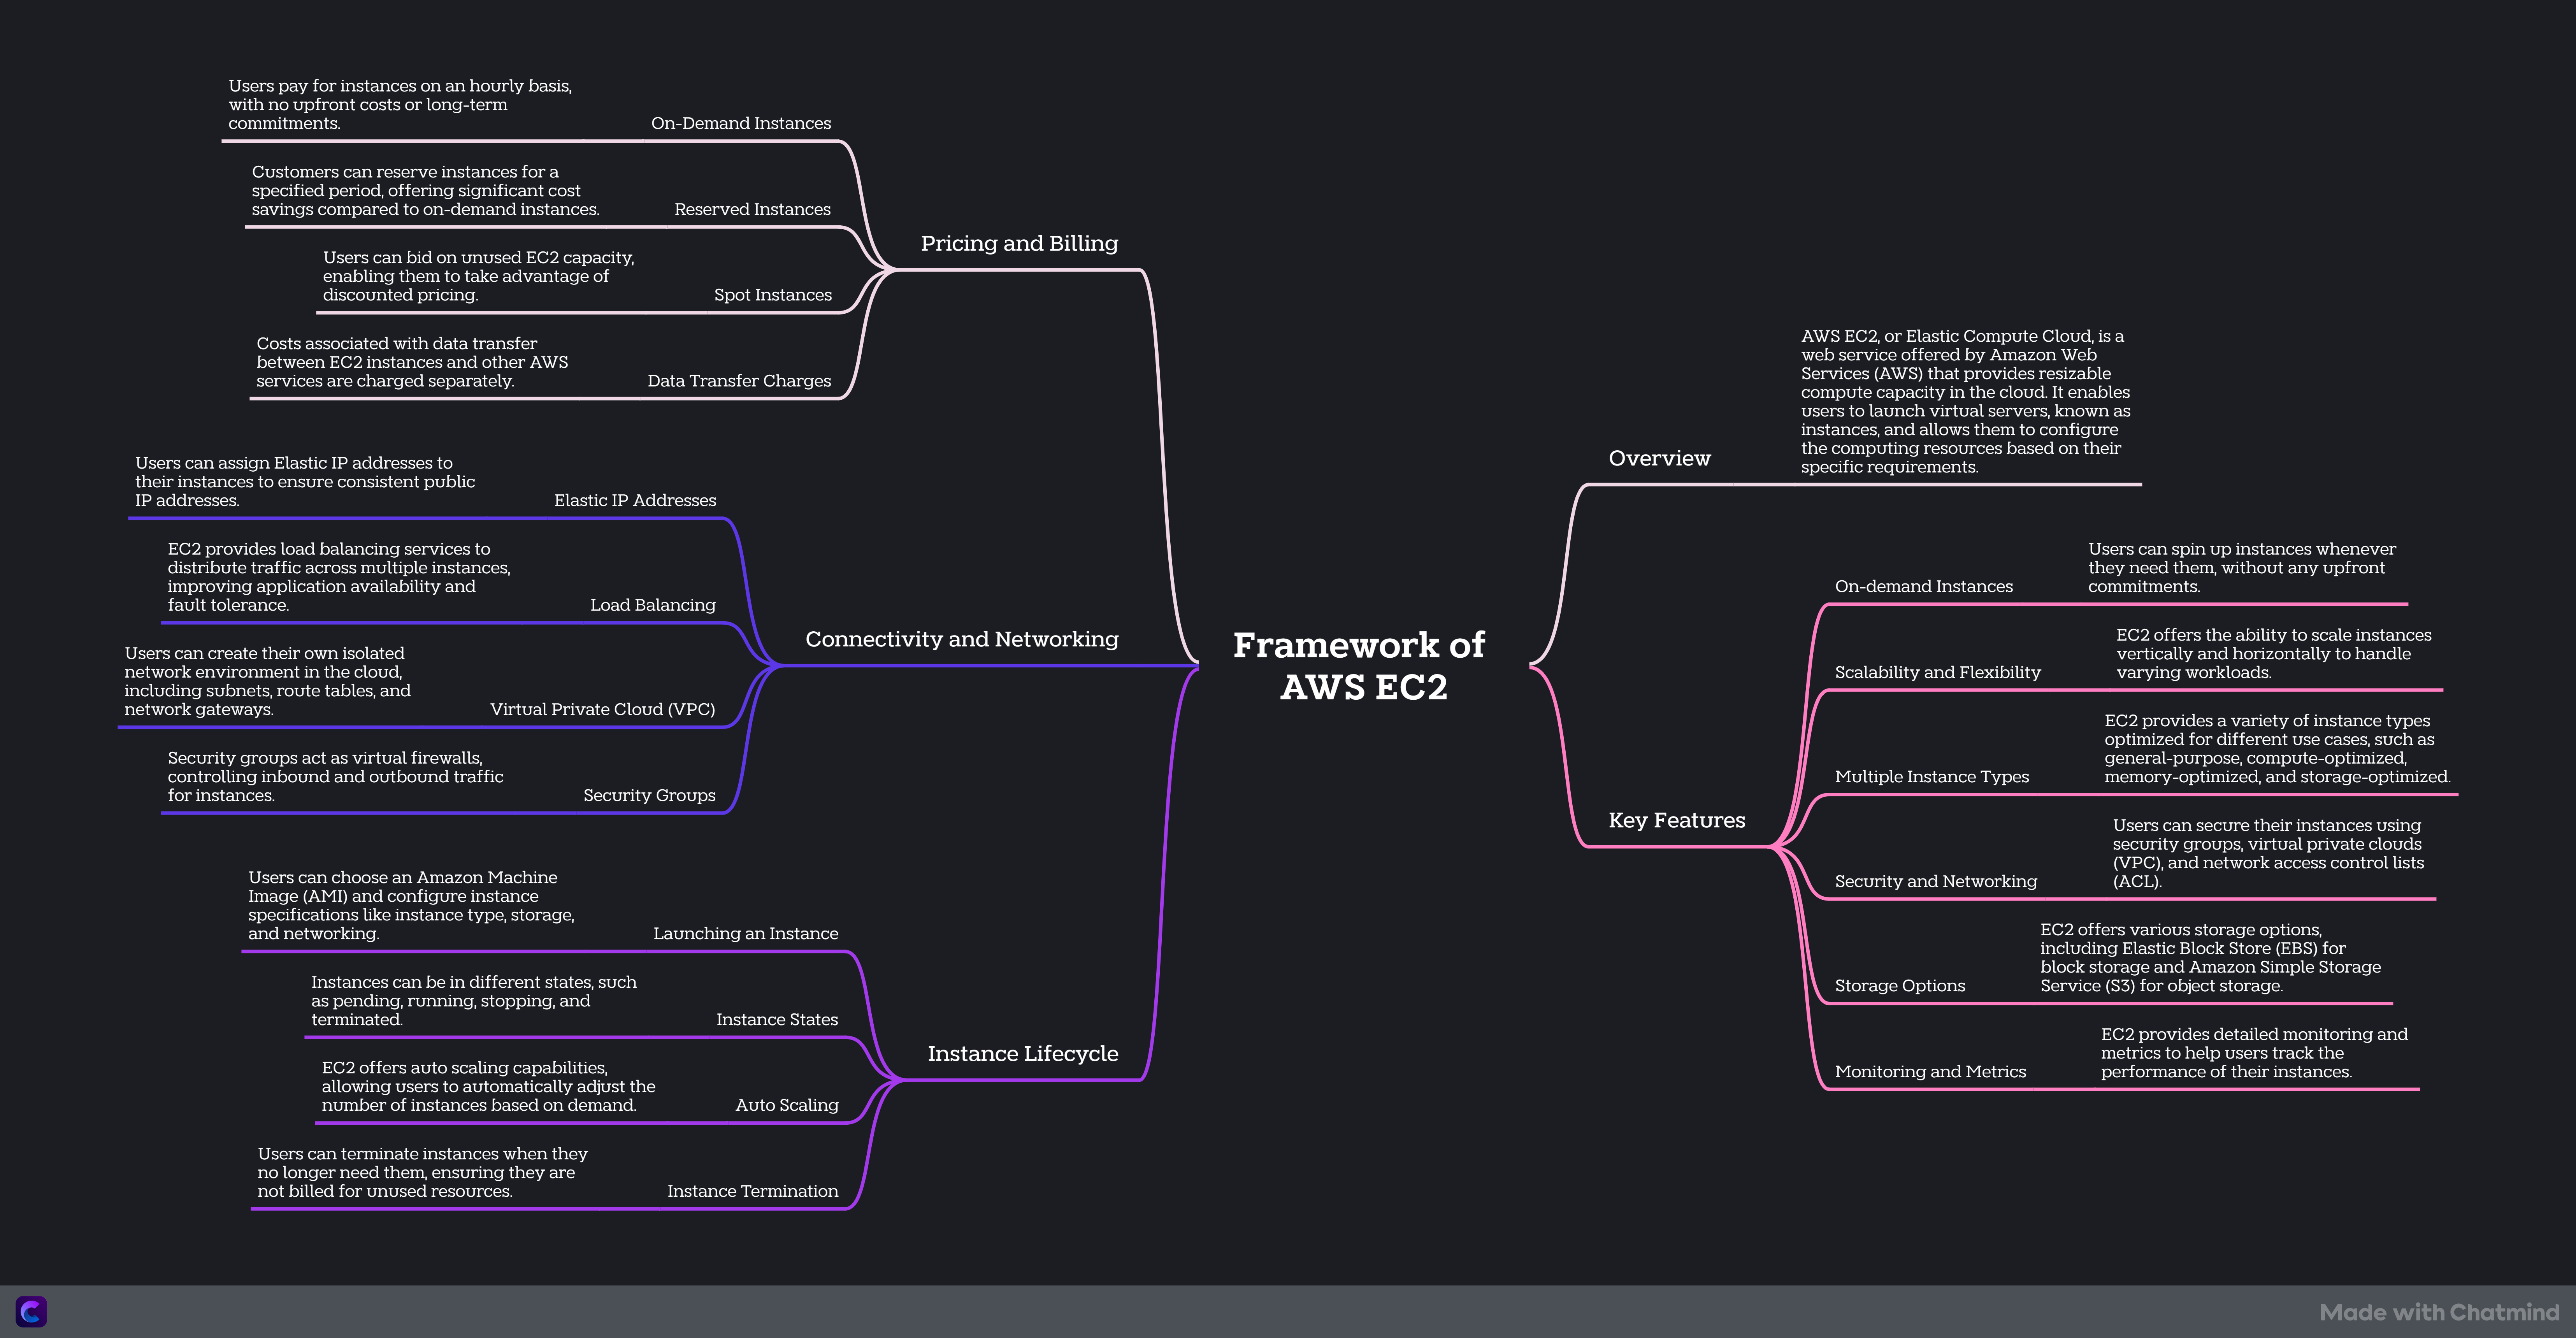 Framework of
AWS EC2
Overview
AWS EC2, or Elastic Compute Cloud, is a
web service offered by Amazon Web
Services (AWS) that provides resizable
compute capacity in the cloud. It enables
users to launch virtual servers, known as
instances, and allows them to configure
the computing resources based on their
specific requirements.
Key Features
On-demand Instances
Users can spin up instances whenever
they need them, without any upfront
commitments.
Scalability and Flexibility
EC2 offers the ability to scale instances
vertically and horizontally to handle
varying workloads.
Multiple Instance Types
EC2 provides a variety of instance types
optimized for different use cases, such as
general-purpose, compute-optimized,
memory-optimized, and storage-optimized.
Security and Networking
Users can secure their instances using
security groups, virtual private clouds
(VPC), and network access control lists
(ACL).
Storage Options
EC2 offers various storage options,
including Elastic Block Store (EBS) for
block storage and Amazon Simple Storage
Service (S3) for object storage.
Monitoring and Metrics
EC2 provides detailed monitoring and
metrics to help users track the
performance of their instances.
Pricing and Billing
On-Demand Instances
Users pay for instances on an hourly basis,
with no upfront costs or long-term
commitments.
Reserved Instances
Customers can reserve instances for a
specified period, offering significant cost
savings compared to on-demand instances.
Spot Instances
Users can bid on unused EC2 capacity,
enabling them to take advantage of
discounted pricing.
Data Transfer Charges
Costs associated with data transfer
between EC2 instances and other AWS
services are charged separately.
Connectivity and Networking
Elastic IP Addresses
Users can assign Elastic IP addresses to
their instances to ensure consistent public
IP addresses.
Load Balancing
EC2 provides load balancing services to
distribute traffic across multiple instances,
improving application availability and
fault tolerance.
Virtual Private Cloud (VPC)
Users can create their own isolated
network environment in the cloud,
including subnets, route tables, and
network gateways.
Security Groups
Security groups act as virtual firewalls,
controlling inbound and outbound traffic
for instances.
Instance Lifecycle
Launching an Instance
Users can choose an Amazon Machine
Image (AMI) and configure instance
specifications like instance type, storage,
and networking.
Instance States
Instances can be in different states, such
as pending, running, stopping, and
terminated.
Auto Scaling
EC2 offers auto scaling capabilities,
allowing users to automatically adjust the
number of instances based on demand.
Instance Termination
Users can terminate instances when they
no longer need them, ensuring they are
not billed for unused resources.
Made with Chatmind